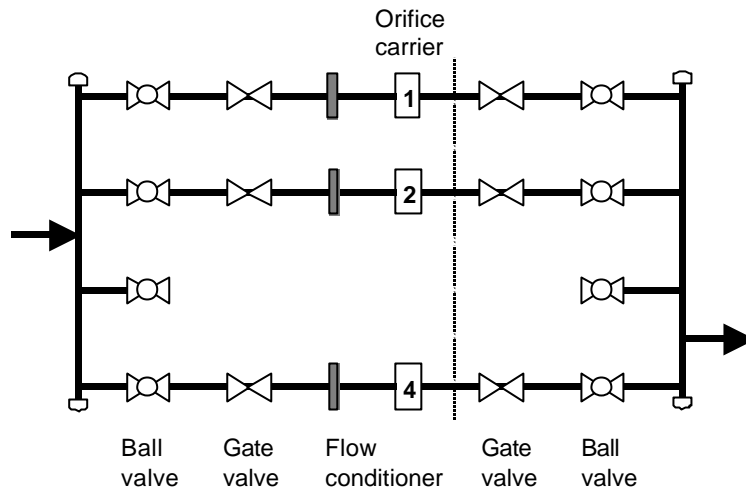 Orifice
carrier
1
2
4
Ball
valve
Gate
valve
Flow
conditioner
Gate
valve
Ball
valve